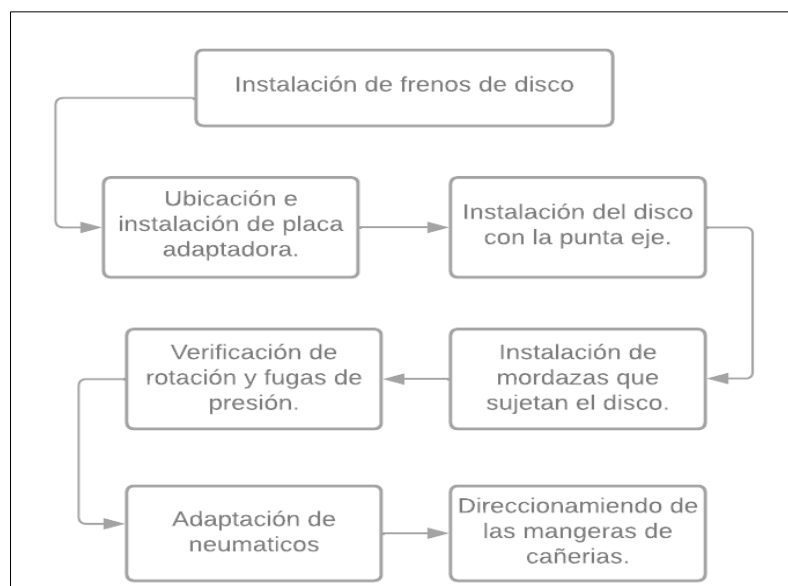 Instalación de frenos de disco
Ubicación e
instalación de placa
adaptadora.
Instalación del disco
con la punta eje.
Instalación de
mordazas que
sujetan el disco.
Verificación de
rotación y fugas de
presión.
Adaptación de
neumaticos
Direccionamiendo de
las mangeras de
cañerias.